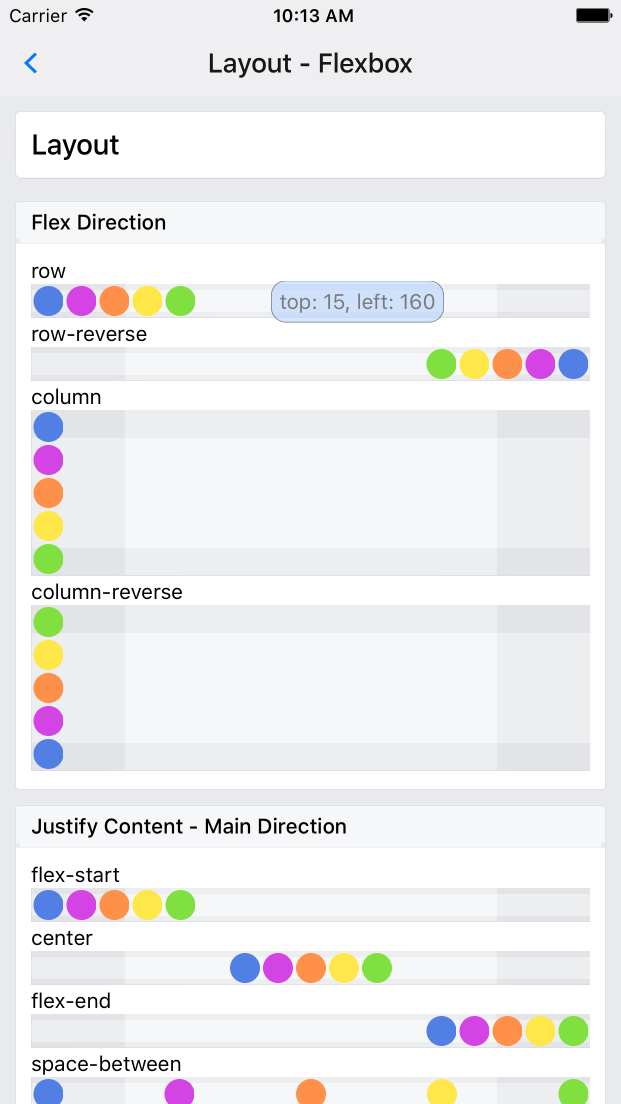 Carrier 10:13 AM
Layout - Flexbox
Layout
Flex Direction
row
top: 15, left: 160
row-reverse
column
column-reverse
Justify Content - Main Direction
flex-start
center
flex-end
space-between